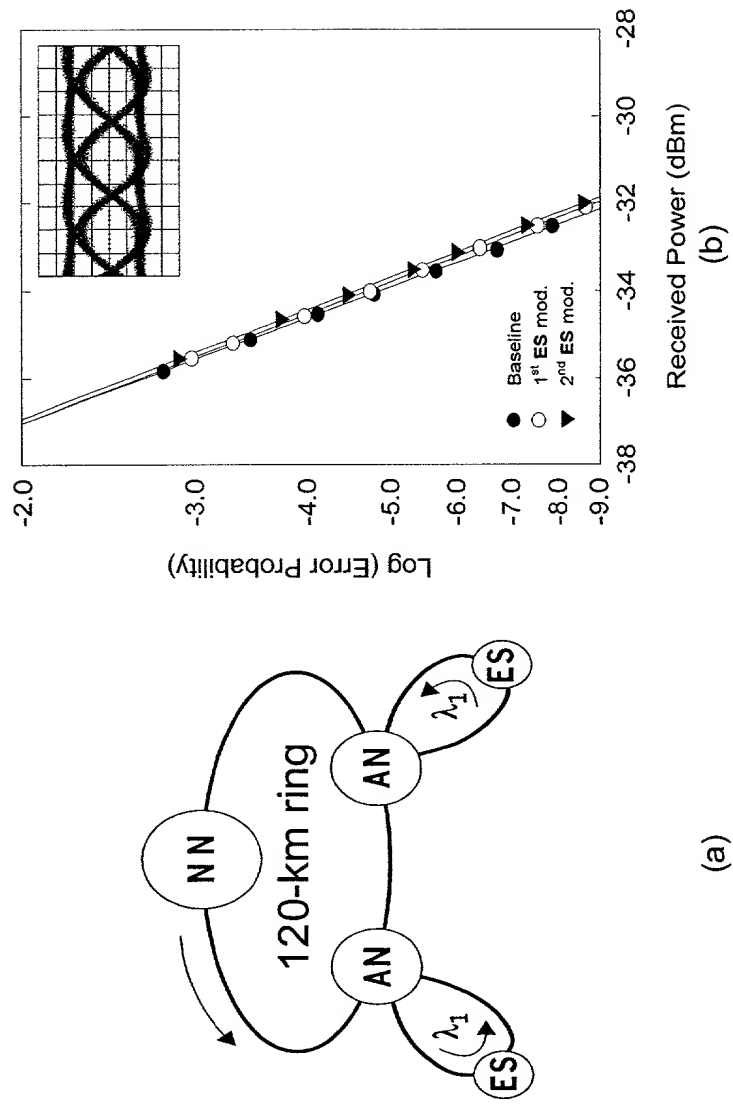 NN
120-km ring
AN
AN
λ1
λ1
ES
ES
(a)
Log (Error Probability)
-2.0
-3.0
-4.0
-5.0
-6.0
-7.0
-8.0
-9.0
Baseline
1st ES mod.
2nd ES mod.
-38
-36
-34
-32
-30
-28
Received Power (dBm)
(b)